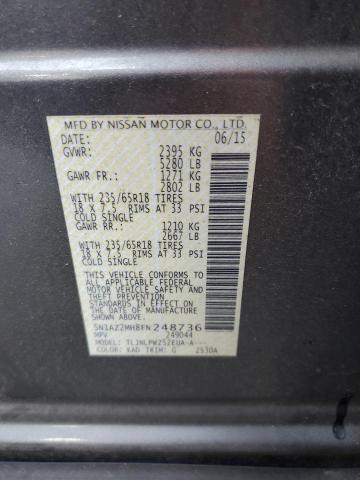 MFD BY NISSAN MOTOR CO., LTD.
DATE: 06/15
GVWR: 2395 KG
5280 LB
GAWR FR.: 1271 KG
2802 LB
WITH 235/65R18 TIRES
18 X 7.5 RIMS AT 33 PSI
COLD SINGLE
GAWR RR.: 1210 KG
2667 LB
WITH 235/65R18 TIRES
18 X 7.5 RIMS AT 33 PSI
COLD SINGLE
THIS VEHICLE CONFORMS TO
ALL APPLICABLE FEDERAL
MOTOR VEHICLE SAFETY AND
THEFT PREVENTION
STANDARDS IN EFFECT ON
THE DATE OF MANUFACTURE
SHOWN ABOVE.
5N1AZ2MH8FN248736
MPV 249044
MODEL: TLJNLPWZ52EUA-A---
COLOR: KAD TRIM: G 2530A